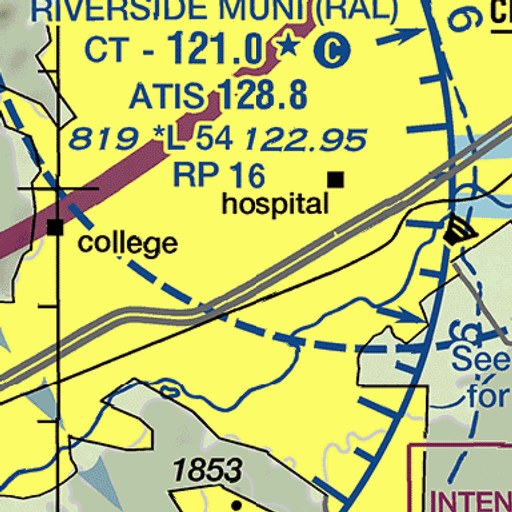 RIVERSIDE MUNI (RAL)
CT - 121.0 ★ C
ATIS 128.8
819 *L 54 122.95
RP 16
hospital
college
See
for
1853
INTEN